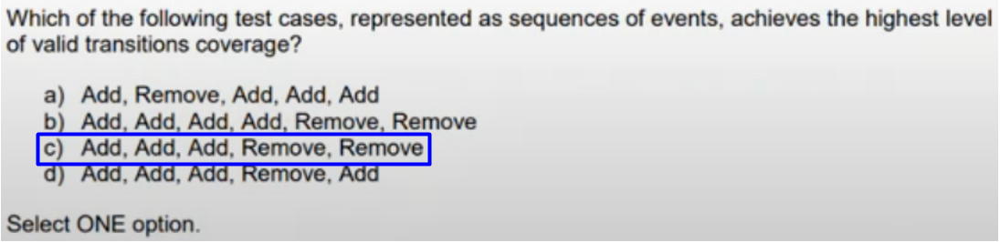 Which of the following test cases, represented as sequences of events, achieves the highest level
of valid transitions coverage?
a) Add, Remove, Add, Add, Add
b) Add, Add, Add, Add, Remove, Remove
c) Add, Add, Add, Remove, Remove
d) Add, Add, Add, Remove, Add
Select ONE option.